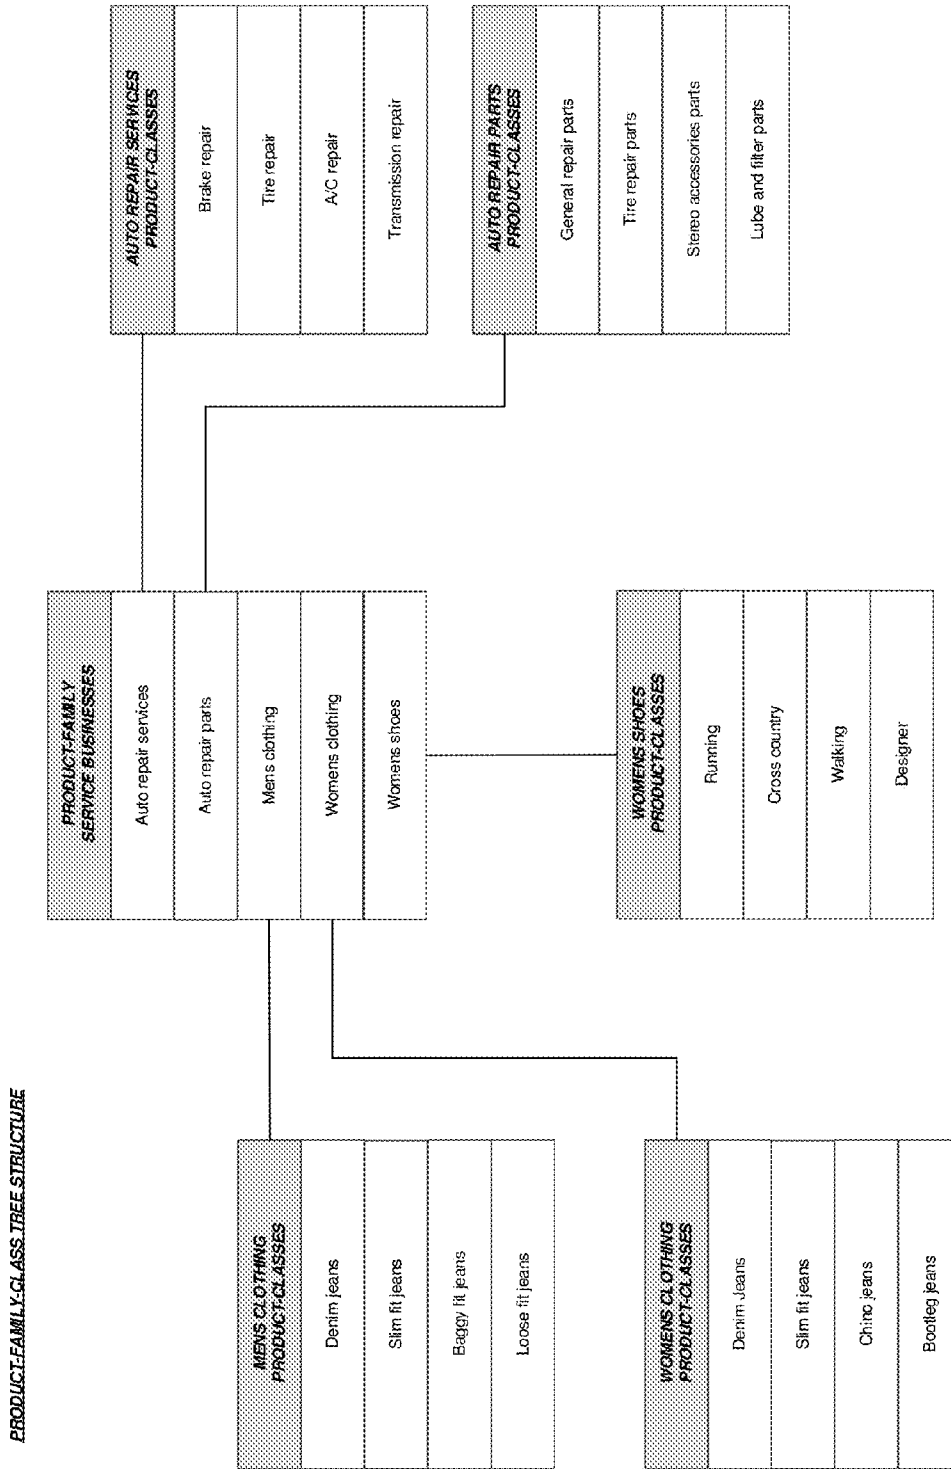 PRODUCT-FAMILY-CLASS TREE STRUCTURE
PRODUCT-FAMILY
SERVICE BUSINESSES
Auto repair services
Auto repair parts
Mens clothing
Womens clothing
Womens shoes
MENS CLOTHING
PRODUCT-CLASSES
Denim jeans
Slim fit jeans
Baggy fit jeans
Loose fit jeans
WOMENS CLOTHING
PRODUCT-CLASSES
Denim Jeans
Slim fit jeans
Chino jeans
Bootleg jeans
WOMENS SHOES
PRODUCT-CLASSES
Running
Cross country
Walking
Designer
AUTO REPAIR SERVICES
PRODUCT-CLASSES
Brake repair
Tire repair
A/C repair
Transmission repair
AUTO REPAIR PARTS
PRODUCT-CLASSES
General repair parts
Tire repair parts
Stereo accessories parts
Lube and filter parts